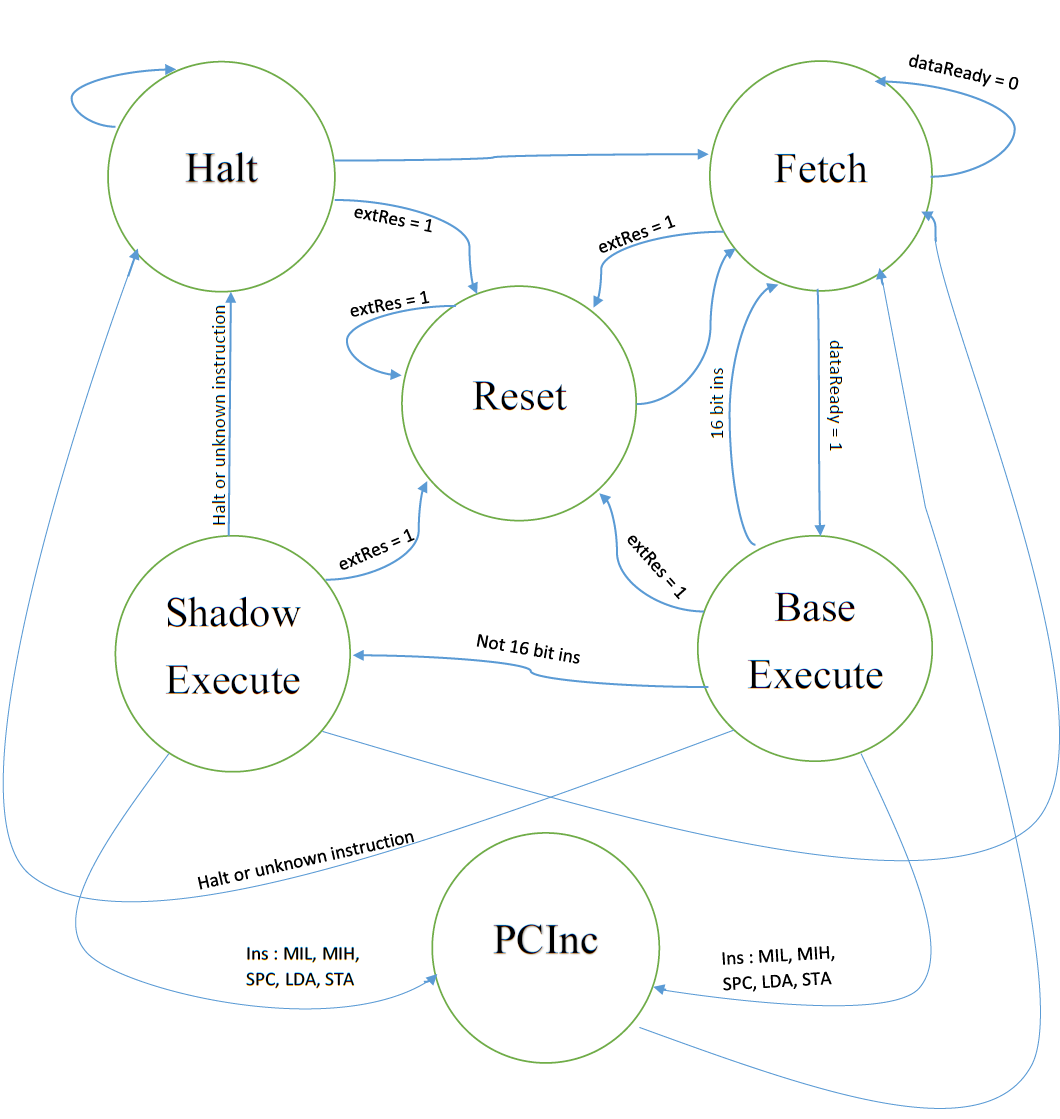 dataReady = 0
Halt
Fetch
extRes = 1
extRes = 1
extRes = 1
Reset
Halt or unknown instruction
16 bit ins
dataReady = 1
extRes = 1
extRes = 1
Shadow
Execute
Base
Execute
Not 16 bit ins
Halt or unknown instruction
PCInc
Ins : MIL, MIH,
SPC, LDA, STA
Ins : MIL, MIH,
SPC, LDA, STA